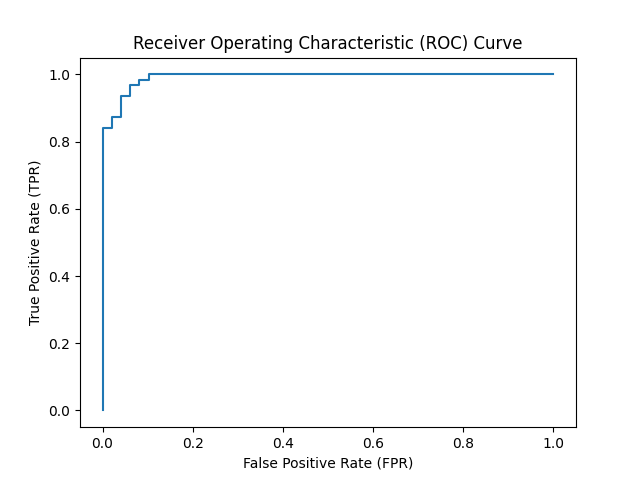 Receiver Operating Characteristic (ROC) Curve
1.0
0.8
0.6
0.4
0.2
0.0
True Positive Rate (TPR)
0.0 0.2 0.4 0.6 0.8 1.0
False Positive Rate (FPR)